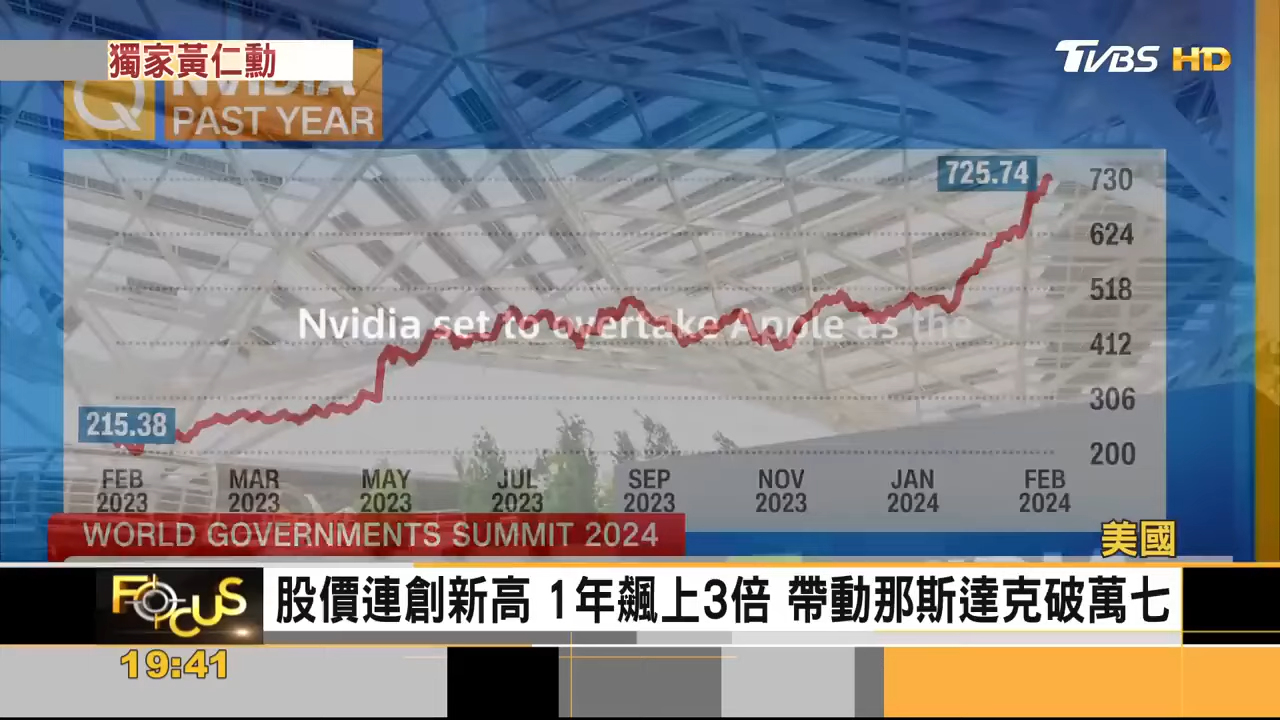 獨家黃仁勳
TVBS HD
NVIDIA
PAST YEAR
725.74
730
624
518
Nvidia set to overtake Apple as the
412
306
215.38
200
FEB 2023
MAR 2023
MAY 2023
JUL 2023
SEP 2023
NOV 2023
JAN 2024
FEB 2024
WORLD GOVERNMENTS SUMMIT 2024
美國
FOCUS
股價連創新高 1年飆上3倍 帶動那斯達克破萬七
19:41